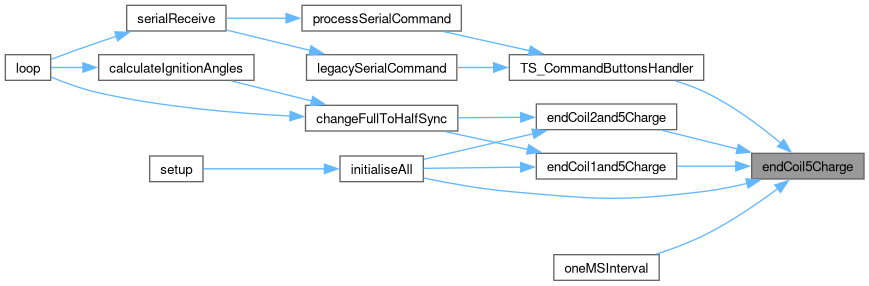 serialReceive
processSerialCommand
loop
calculateIgnitionAngles
legacySerialCommand
TS_CommandButtonsHandler
changeFullToHalfSync
endCoil2and5Charge
setup
initialiseAll
endCoil1and5Charge
endCoil5Charge
oneMSInterval